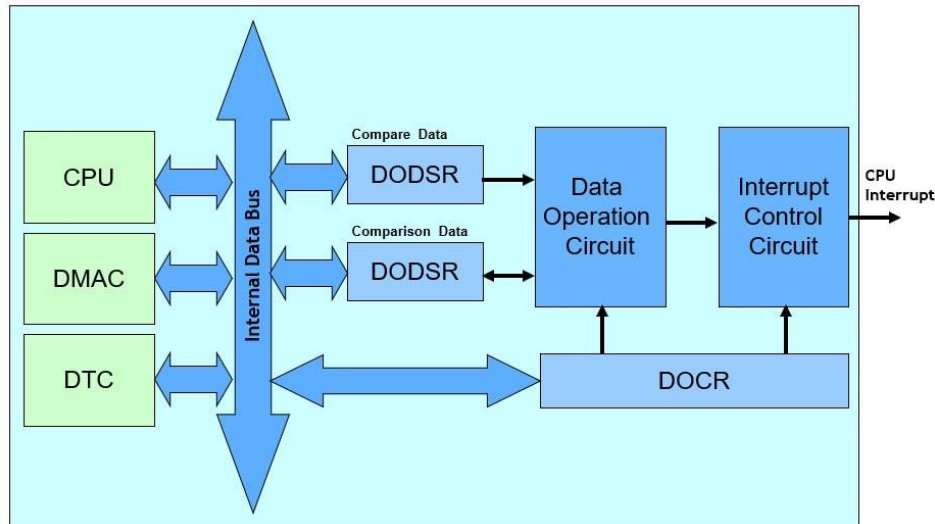 CPU
DMAC
DTC
Internal Data Bus
Compare Data
DODSR
Comparison Data
DODSR
Data
Operation
Circuit
Interrupt
Control
Circuit
DOCR
CPU
Interrupt